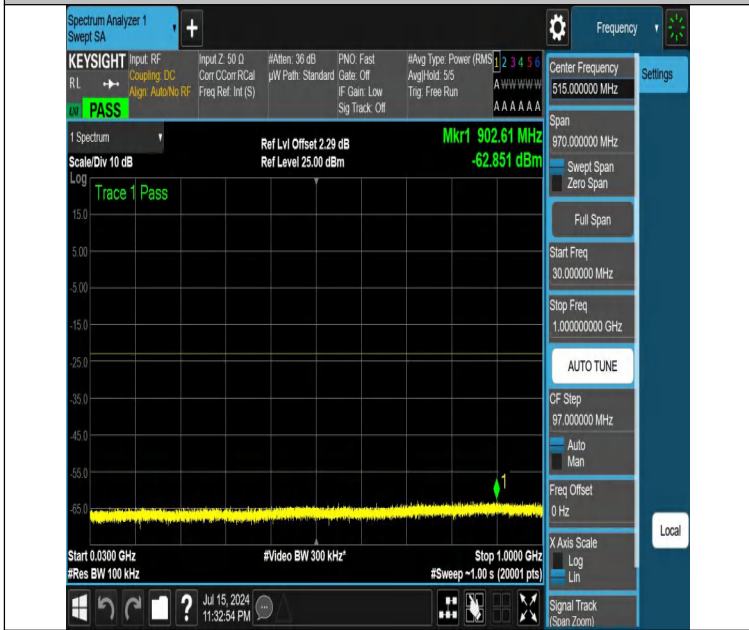 Spectrum Analyzer 1
Swept SA
Frequency
KEYSIGHT
RL
LXI
PASS
Input: RF
Coupling: DC
Align: Auto/No RF
Input Z: 50 Ω
Corr CCorr RCal
Freq Ref: Int (S)
#Atten: 36 dB
µW Path: Standard
PNO: Fast
Gate: Off
IF Gain: Low
Sig Track: Off
#Avg Type: Power (RMS
Avg|Hold: 5/5
Trig: Free Run
1 2 3 4 5 6
A W W W W W
A A A A A A
1 Spectrum
Scale/Div 10 dB
Ref Lvl Offset 2.29 dB
Ref Level 25.00 dBm
Mkr1 902.61 MHz
-62.851 dBm
Log
Trace 1 Pass
15.0
5.00
-5.00
-15.0
-25.0
-35.0
-45.0
-55.0
-65.0
1
Start 0.0300 GHz
#Res BW 100 kHz
#Video BW 300 kHz*
Stop 1.0000 GHz
#Sweep ~1.00 s (20001 pts)
Jul 15, 2024
11:32:54 PM
?
Center Frequency
515.000000 MHz
Span
970.000000 MHz
Swept Span
Zero Span
Full Span
Start Freq
30.000000 MHz
Stop Freq
1.000000000 GHz
AUTO TUNE
CF Step
97.000000 MHz
Auto
Man
Freq Offset
0 Hz
X Axis Scale
Log
Lin
Signal Track
(Span Zoom)
Settings
Local